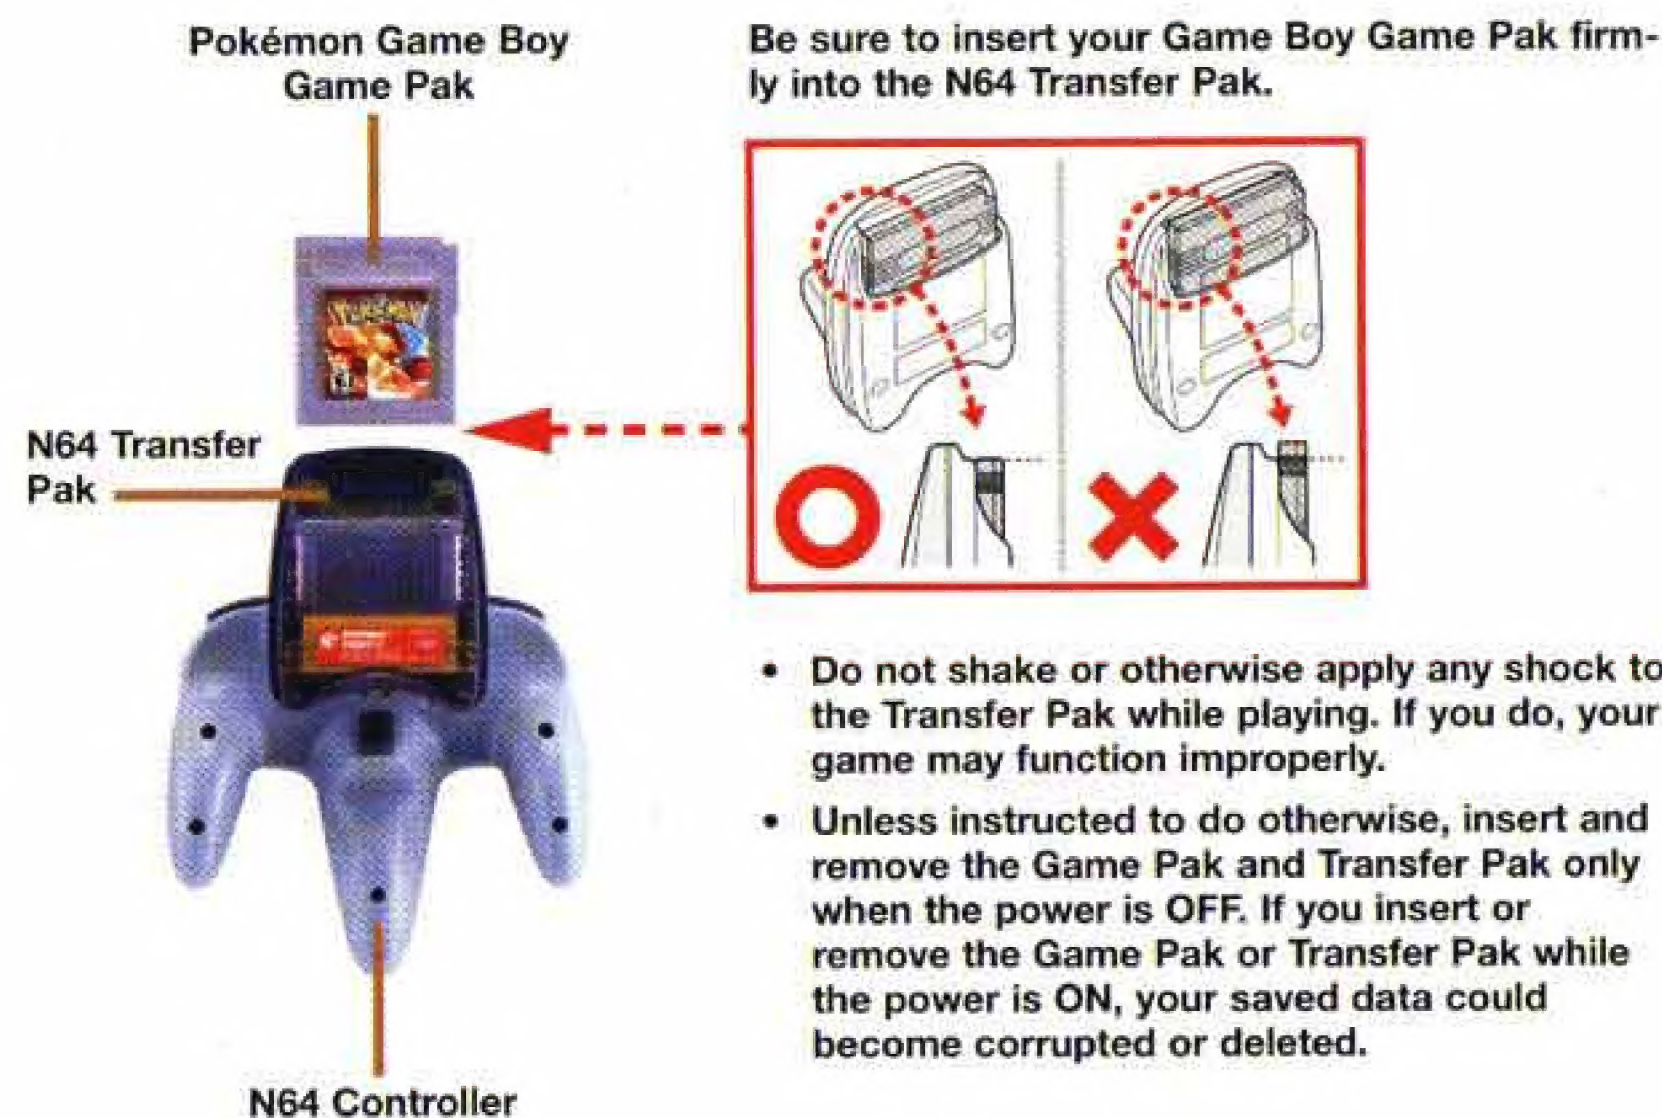 Pokémon Game Boy
Game Pak
Be sure to insert your Game Boy Game Pak firm-
ly into the N64 Transfer Pak.
POKéMON
N64 Transfer
Pak
N64 Controller
• Do not shake or otherwise apply any shock to
the Transfer Pak while playing. If you do, your
game may function improperly.
• Unless instructed to do otherwise, insert and
remove the Game Pak and Transfer Pak only
when the power is OFF. If you insert or
remove the Game Pak or Transfer Pak while
the power is ON, your saved data could
become corrupted or deleted.